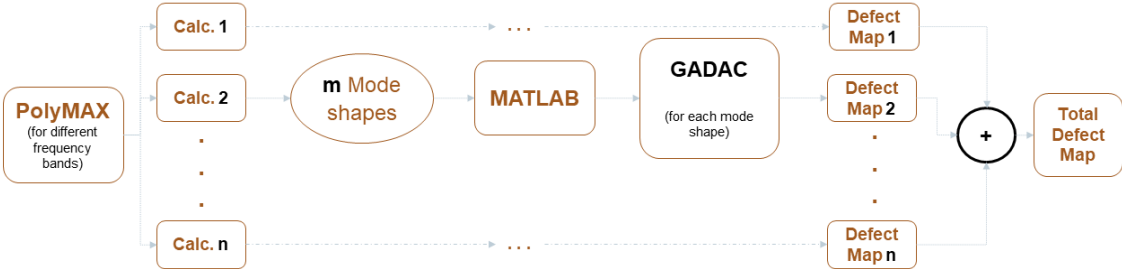 Calc. 1
...
Defect
Map 1
PolyMAX
(for different
frequency
bands)
Calc. 2
m Mode
shapes
MATLAB
GADAC
(for each mode
shape)
Defect
Map 2
+
Total
Defect
Map
.
.
.
.
.
.
Calc. n
...
Defect
Map n